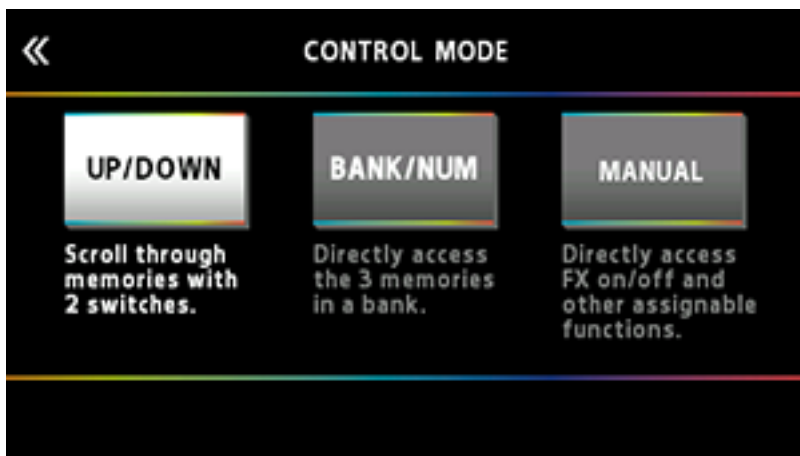 CONTROL MODE
UP/DOWN
Scroll through
memories with
2 switches.
BANK/NUM
Directly access
the 3 memories
in a bank.
MANUAL
Directly access
FX on/off and
other assignable
functions.